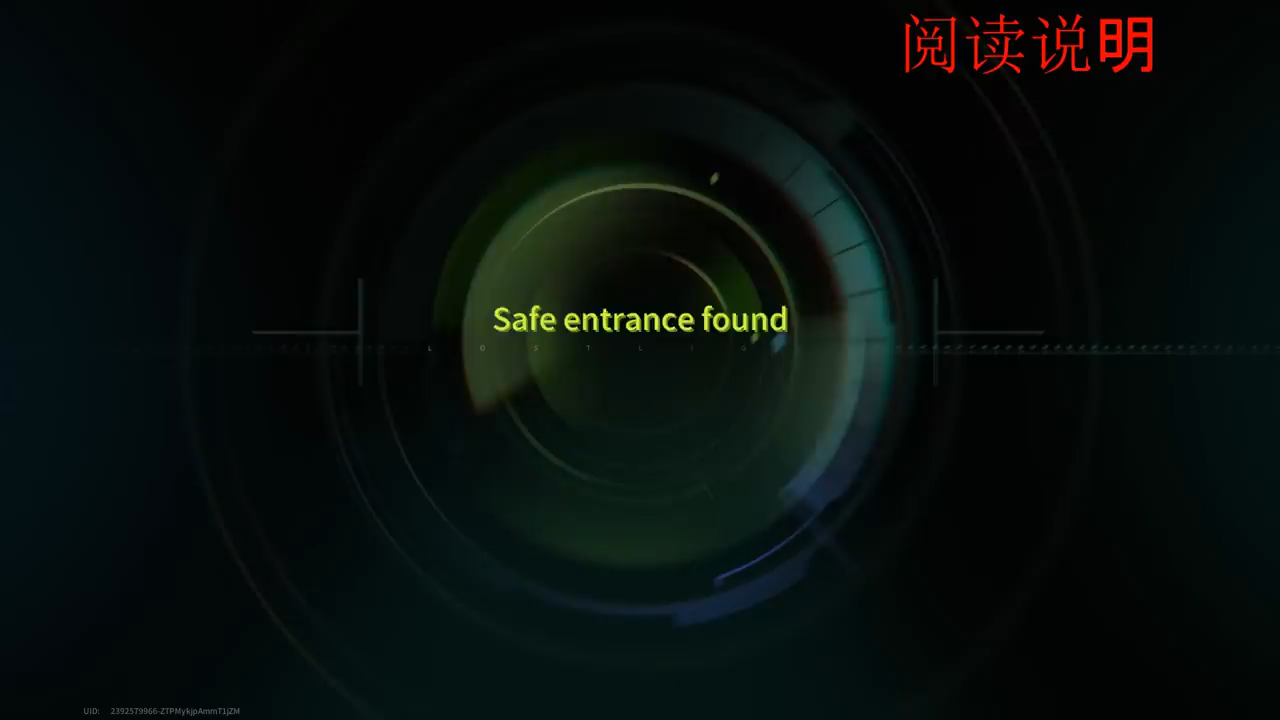 阅读说明
Safe entrance found
L O S T L I G
UID: 2392579966-ZTPMykjpAmmT1jZM